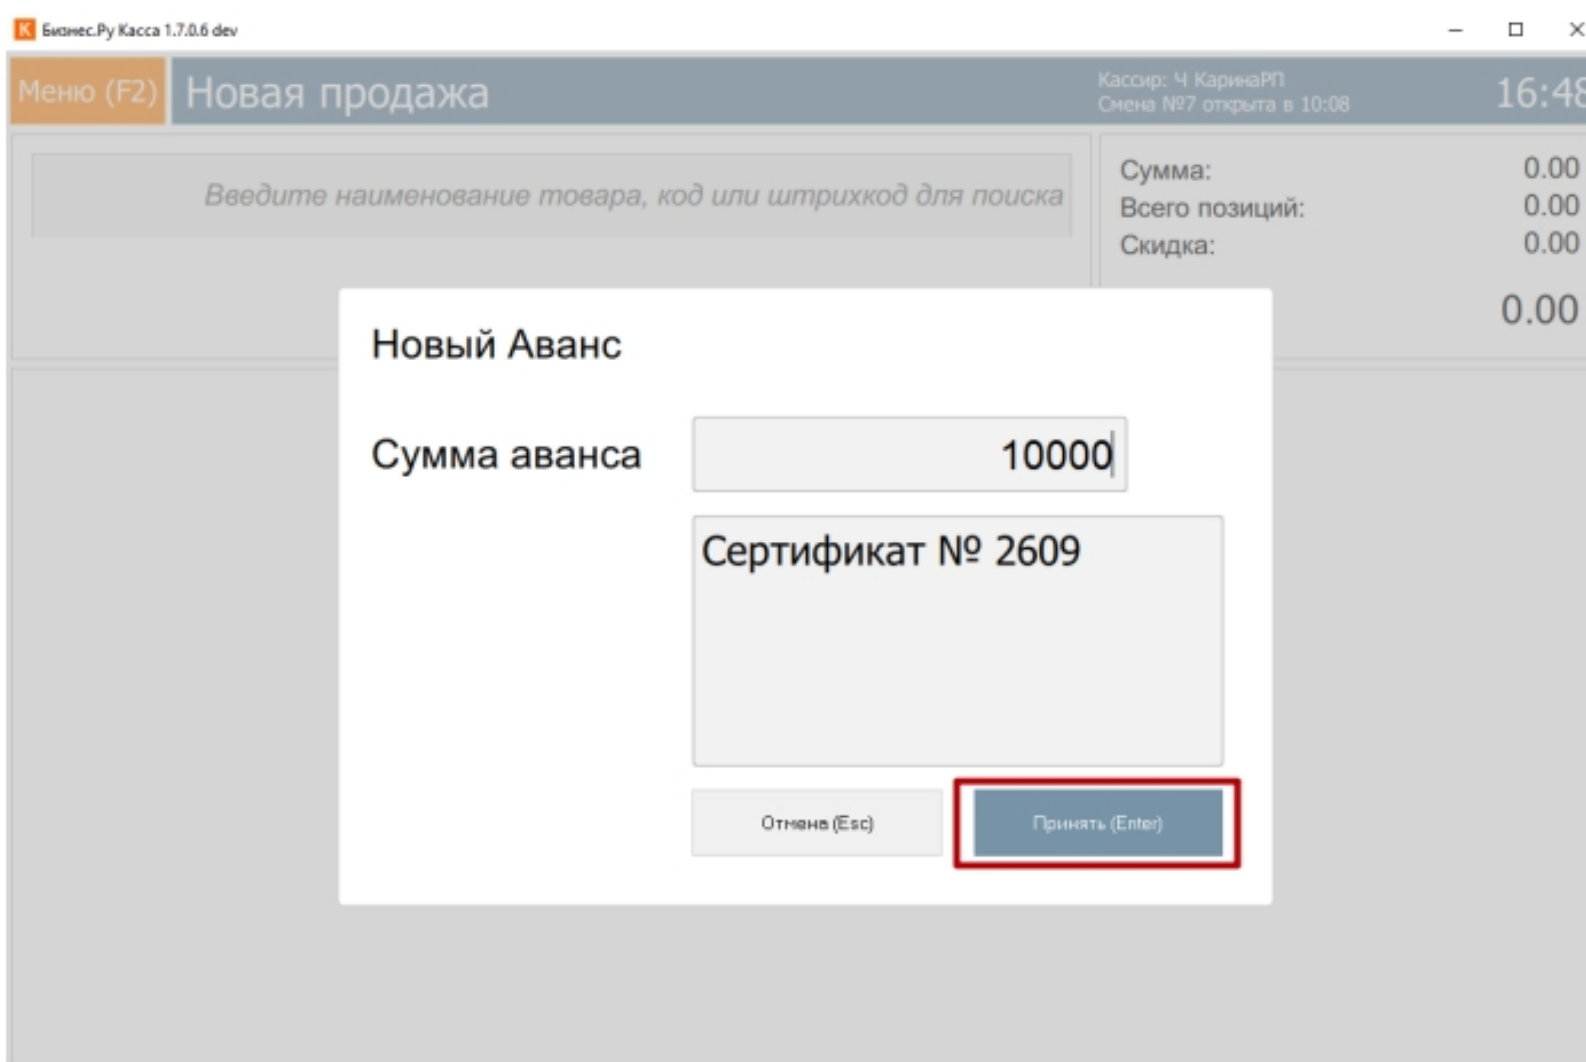 К Бизнес.Ру Касса 1.7.0.6 dev
Меню (F2) Новая продажа
Кассир: Ч КаринаРП
Смена №7 открыта в 10:08
16:48
Введите наименование товара, код или штрихкод для поиска
Сумма: 0.00
Всего позиций: 0.00
Скидка: 0.00
0.00
Новый Аванс
Сумма аванса 10000
Сертификат № 2609
Отмена (Esc) Принять (Enter)